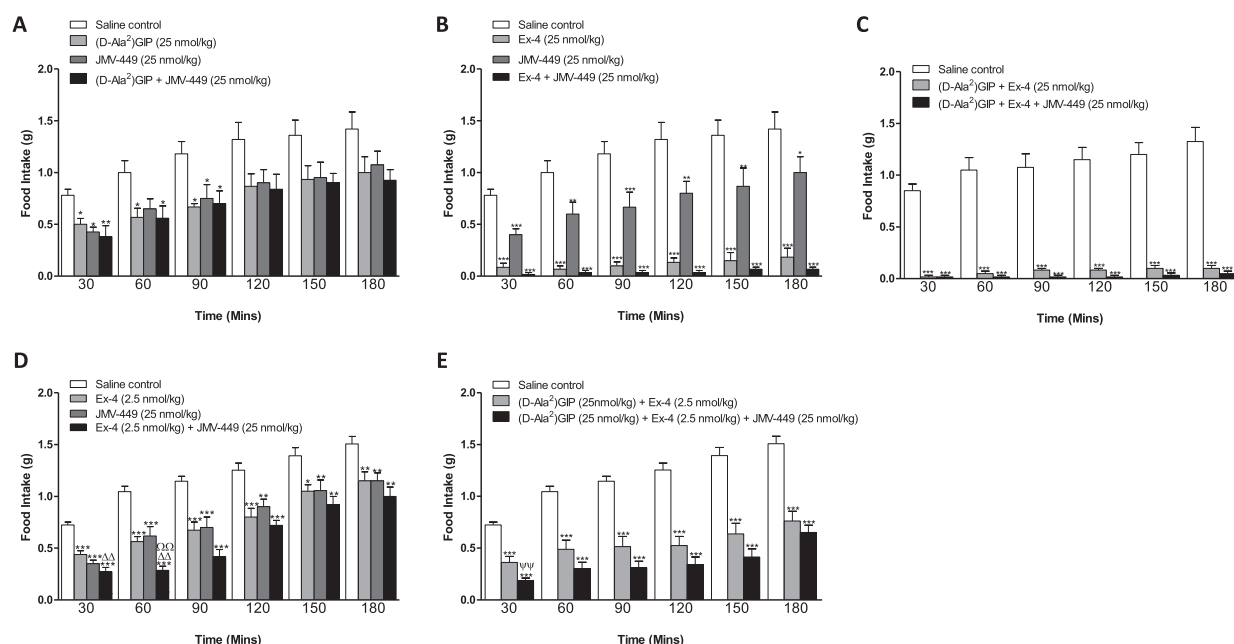 A
Saline control
(D-Ala²)GIP (25 nmol/kg)
JMV-449 (25 nmol/kg)
(D-Ala²)GIP + JMV-449 (25 nmol/kg)
Food Intake (g)
2.0
1.5
1.0
0.5
0.0
* * **
* *
* * *
30 60 90 120 150 180
Time (Mins)
B
Saline control
Ex-4 (25 nmol/kg)
JMV-449 (25 nmol/kg)
Ex-4 + JMV-449 (25 nmol/kg)
Food Intake (g)
2.0
1.5
1.0
0.5
0.0
*** *** ***
*** ** ***
*** *** ***
*** ** ***
*** ** ***
*** * ***
30 60 90 120 150 180
Time (Mins)
C
Saline control
(D-Ala²)GIP + Ex-4 (25 nmol/kg)
(D-Ala²)GIP + Ex-4 + JMV-449 (25 nmol/kg)
Food Intake (g)
2.0
1.5
1.0
0.5
0.0
*** ***
*** ***
*** ***
*** ***
*** ***
*** ***
30 60 90 120 150 180
Time (Mins)
D
Saline control
Ex-4 (2.5 nmol/kg)
JMV-449 (25 nmol/kg)
Ex-4 (2.5 nmol/kg) + JMV-449 (25 nmol/kg)
Food Intake (g)
2.0
1.5
1.0
0.5
0.0
*** *** ΔΔ ***
*** *** ΩΩ ΔΔ ***
*** *** ***
*** ** ***
* ** **
** ** **
30 60 90 120 150 180
Time (Mins)
E
Saline control
(D-Ala²)GIP (25nmol/kg) + Ex-4 (2.5 nmol/kg)
(D-Ala²)GIP (25 nmol/kg) + Ex-4 (2.5 nmol/kg) + JMV-449 (25 nmol/kg)
Food Intake (g)
2.0
1.5
1.0
0.5
0.0
*** ψψ ***
*** ***
*** ***
*** ***
*** ***
*** ***
30 60 90 120 150 180
Time (Mins)